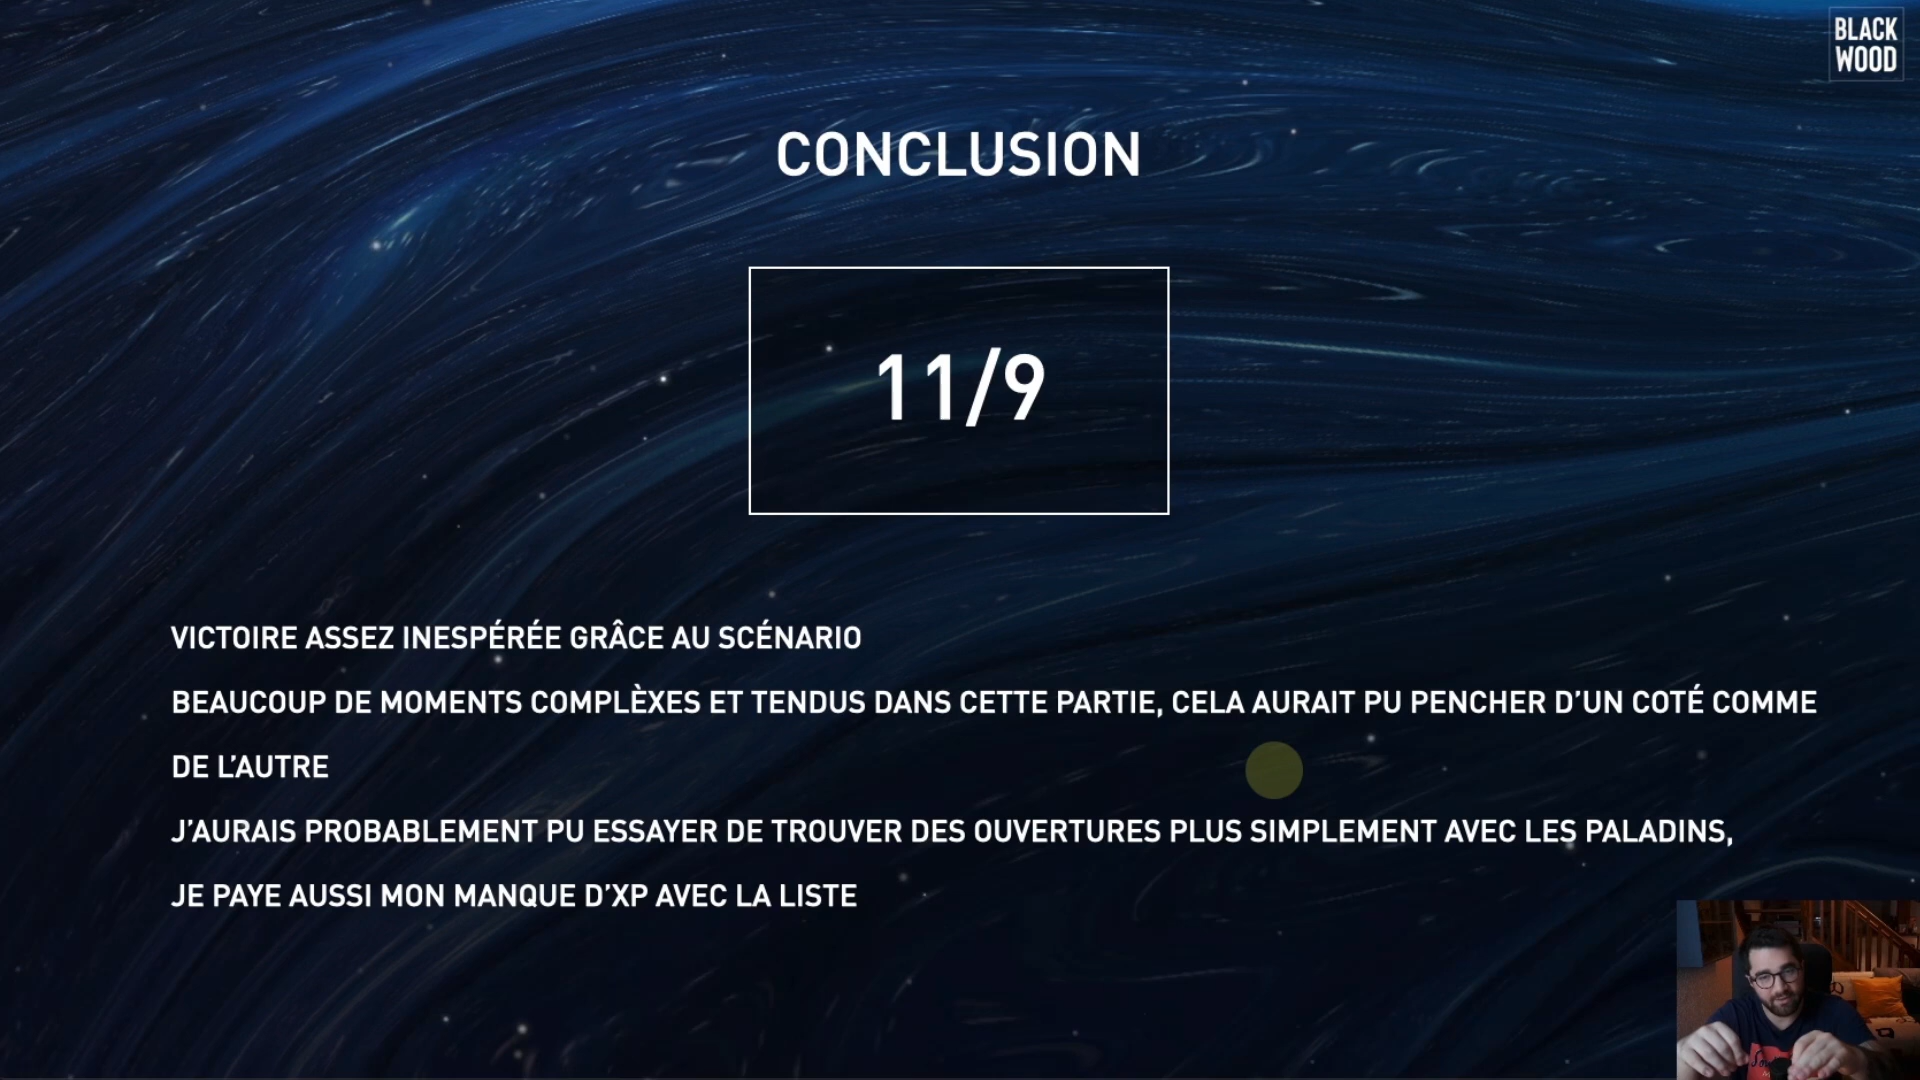 BLACK
WOOD
CONCLUSION
11/9
VICTOIRE ASSEZ INESPÉRÉE GRÂCE AU SCÉNARIO
BEAUCOUP DE MOMENTS COMPLÈXES ET TENDUS DANS CETTE PARTIE, CELA AURAIT PU PENCHER D’UN COTÉ COMME
DE L’AUTRE
J’AURAIS PROBABLEMENT PU ESSAYER DE TROUVER DES OUVERTURES PLUS SIMPLEMENT AVEC LES PALADINS,
JE PAYE AUSSI MON MANQUE D’XP AVEC LA LISTE